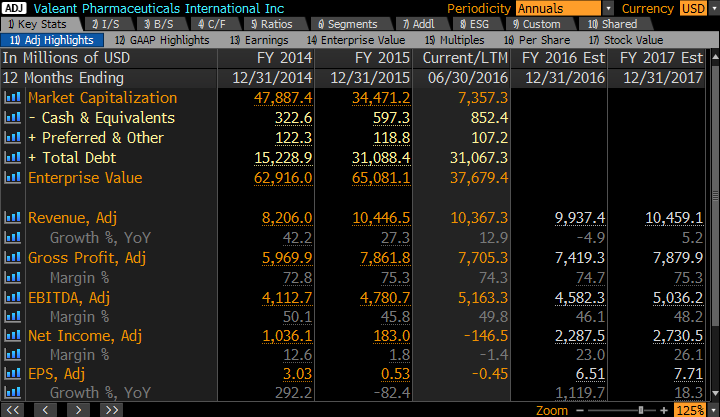 ADJ Valeant Pharmaceuticals International Inc Periodicity Annuals Currency USD
1) Key Stats 2) I/S 3) B/S 4) C/F 5) Ratios 6) Segments 7) Addl 8) ESG 9) Custom 10) Shared
11) Adj Highlights 12) GAAP Highlights 13) Earnings 14) Enterprise Value 15) Multiples 16) Per Share 17) Stock Value
In Millions of USD FY 2014 FY 2015 Current/LTM FY 2016 Est FY 2017 Est
12 Months Ending 12/31/2014 12/31/2015 06/30/2016 12/31/2016 12/31/2017
Market Capitalization 47,887.4 34,471.2 7,357.3
- Cash & Equivalents 322.6 597.3 852.4
+ Preferred & Other 122.3 118.8 107.2
+ Total Debt 15,228.9 31,088.4 31,067.3
Enterprise Value 62,916.0 65,081.1 37,679.4
Revenue, Adj 8,206.0 10,446.5 10,367.3 9,937.4 10,459.1
Growth %, YoY 42.2 27.3 12.9 -4.9 5.2
Gross Profit, Adj 5,969.9 7,861.8 7,705.3 7,419.3 7,879.9
Margin % 72.8 75.3 74.3 74.7 75.3
EBITDA, Adj 4,112.7 4,780.7 5,163.3 4,582.3 5,036.2
Margin % 50.1 45.8 49.8 46.1 48.2
Net Income, Adj 1,036.1 183.0 -146.5 2,287.5 2,730.5
Margin % 12.6 1.8 -1.4 23.0 26.1
EPS, Adj 3.03 0.53 -0.45 6.51 7.71
Growth %, YoY 292.2 -82.4 1,119.7 18.3
<< < > >> Zoom - + 125%